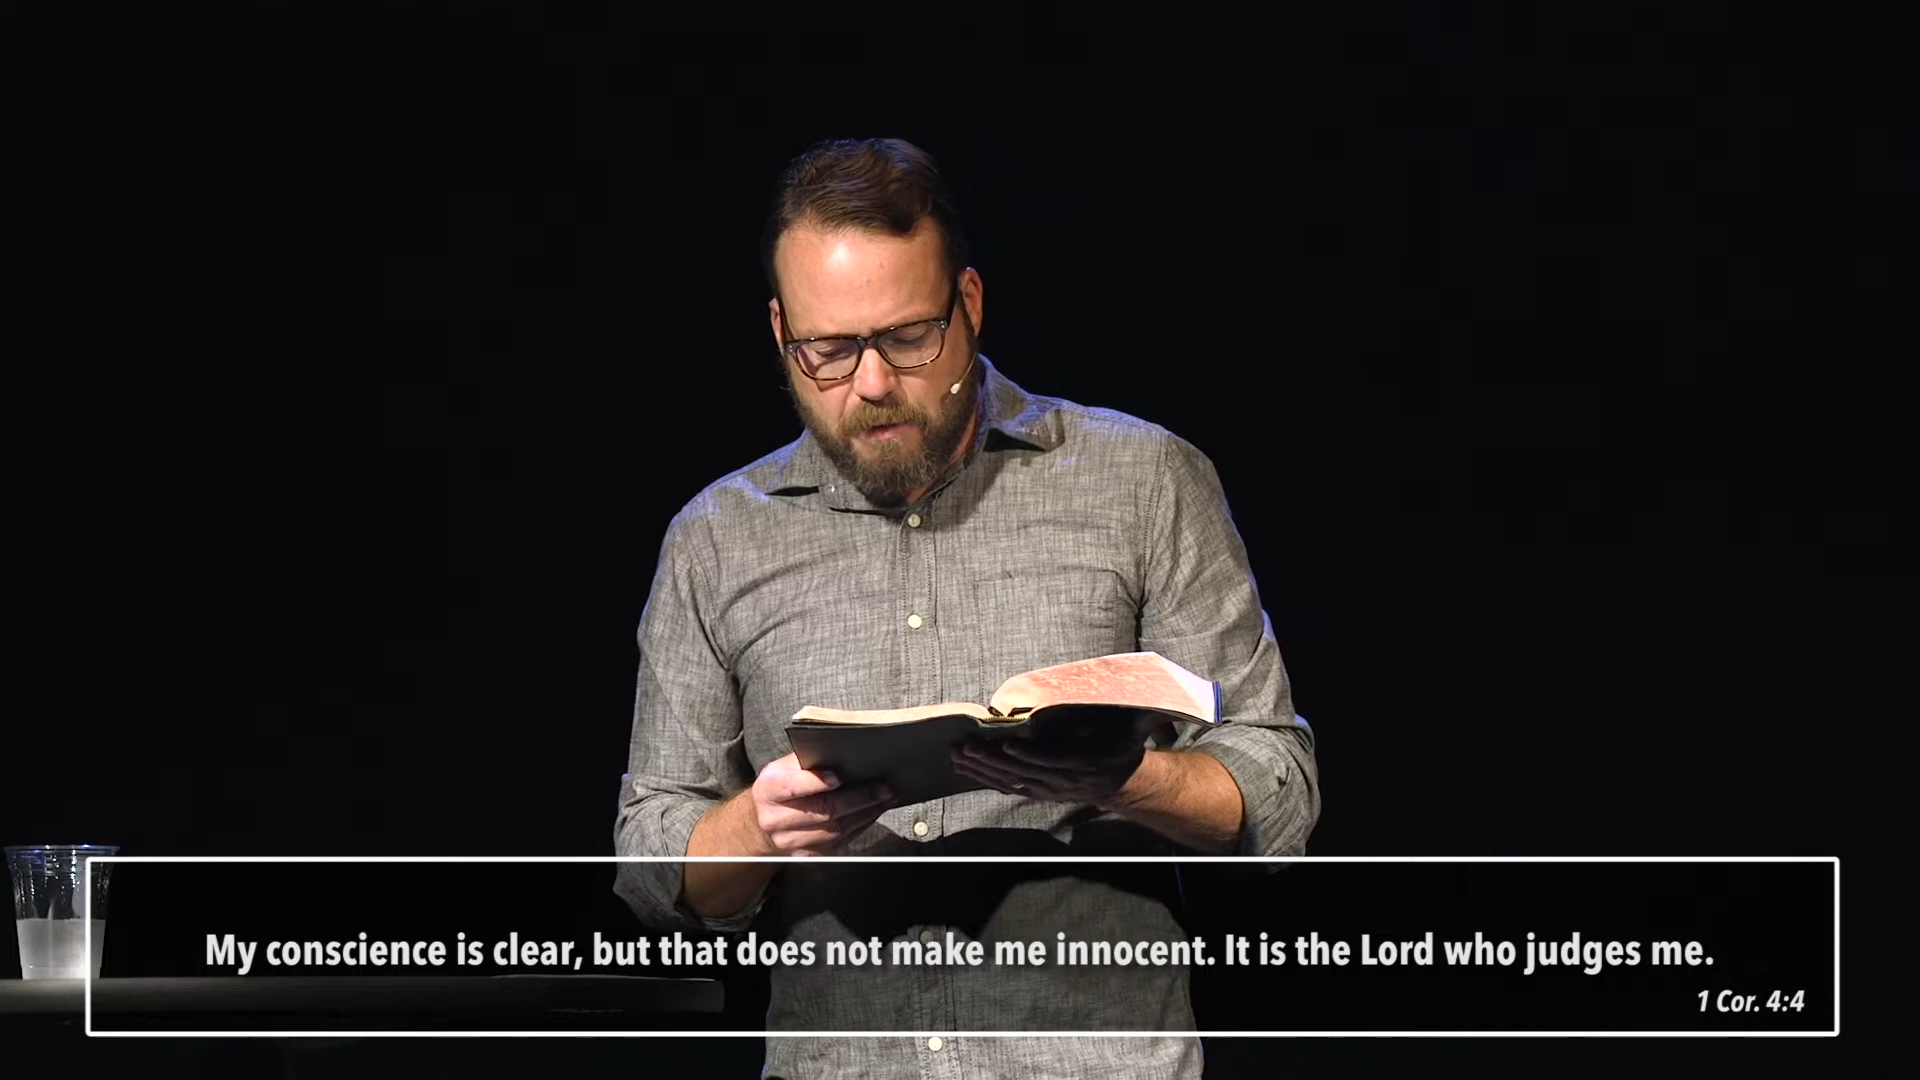 My conscience is clear, but that does not make me innocent. It is the Lord who judges me.
1 Cor. 4:4